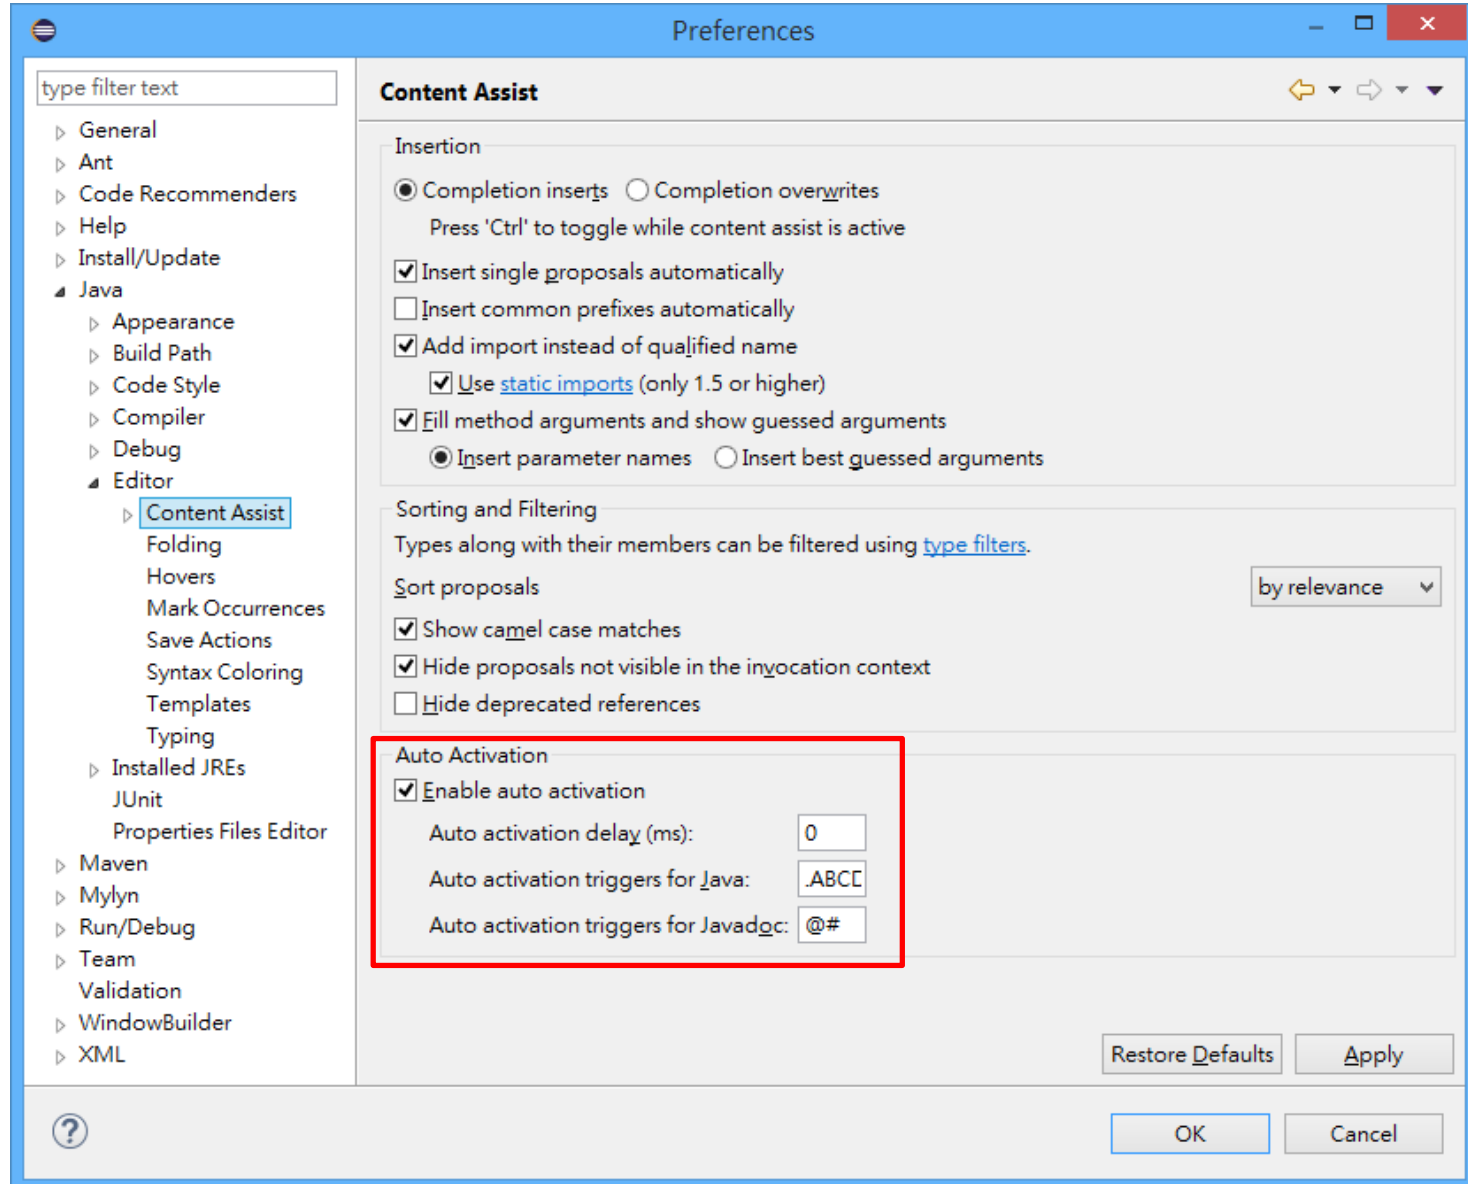 Preferences
type filter text
General
Ant
Code Recommenders
Help
Install/Update
Java
Appearance
Build Path
Code Style
Compiler
Debug
Editor
Content Assist
Folding
Hovers
Mark Occurrences
Save Actions
Syntax Coloring
Templates
Typing
Installed JREs
JUnit
Properties Files Editor
Maven
Mylyn
Run/Debug
Team
Validation
WindowBuilder
XML
Content Assist
Insertion
Completion inserts Completion overwrites
Press 'Ctrl' to toggle while content assist is active
Insert single proposals automatically
Insert common prefixes automatically
Add import instead of qualified name
Use static imports (only 1.5 or higher)
Fill method arguments and show guessed arguments
Insert parameter names Insert best guessed arguments
Sorting and Filtering
Types along with their members can be filtered using type filters.
Sort proposals by relevance
Show camel case matches
Hide proposals not visible in the invocation context
Hide deprecated references
Auto Activation
Enable auto activation
Auto activation delay (ms): 0
Auto activation triggers for Java: .ABCD
Auto activation triggers for Javadoc: @#
Restore Defaults Apply
? OK Cancel